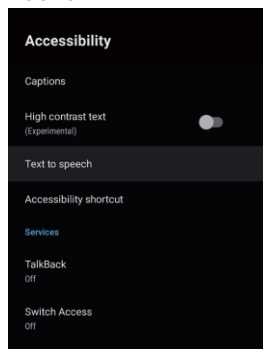 Accessibility
Captions
High contrast text
(Experimental)
Text to speech
Accessibility shortcut
Services
TalkBack
Off
Switch Access
Off